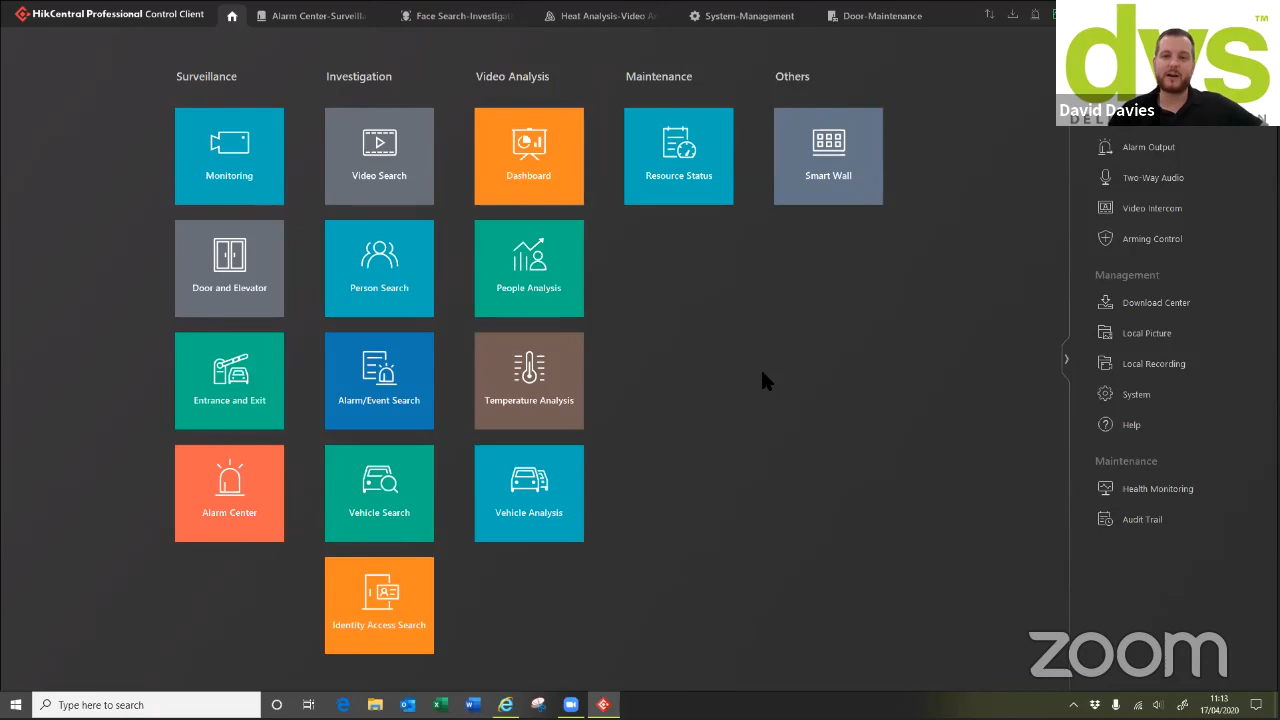 HikCentral Professional Control Client
Alarm Center-Surveilla
Face Search-Investigati
Heat Analysis-Video An
System-Management
Door-Maintenance
dvs™
David Davies
Surveillance
Investigation
Video Analysis
Maintenance
Others
Monitoring
Video Search
Dashboard
Resource Status
Smart Wall
Door and Elevator
Person Search
People Analysis
Entrance and Exit
Alarm/Event Search
Temperature Analysis
Alarm Center
Vehicle Search
Vehicle Analysis
Identity Access Search
Alarm Output
Two-Way Audio
Video Intercom
Arming Control
Management
Download Center
Local Picture
Local Recording
System
Help
Maintenance
Health Monitoring
Audit Trail
zoom
Type here to search
11:13
17/04/2020